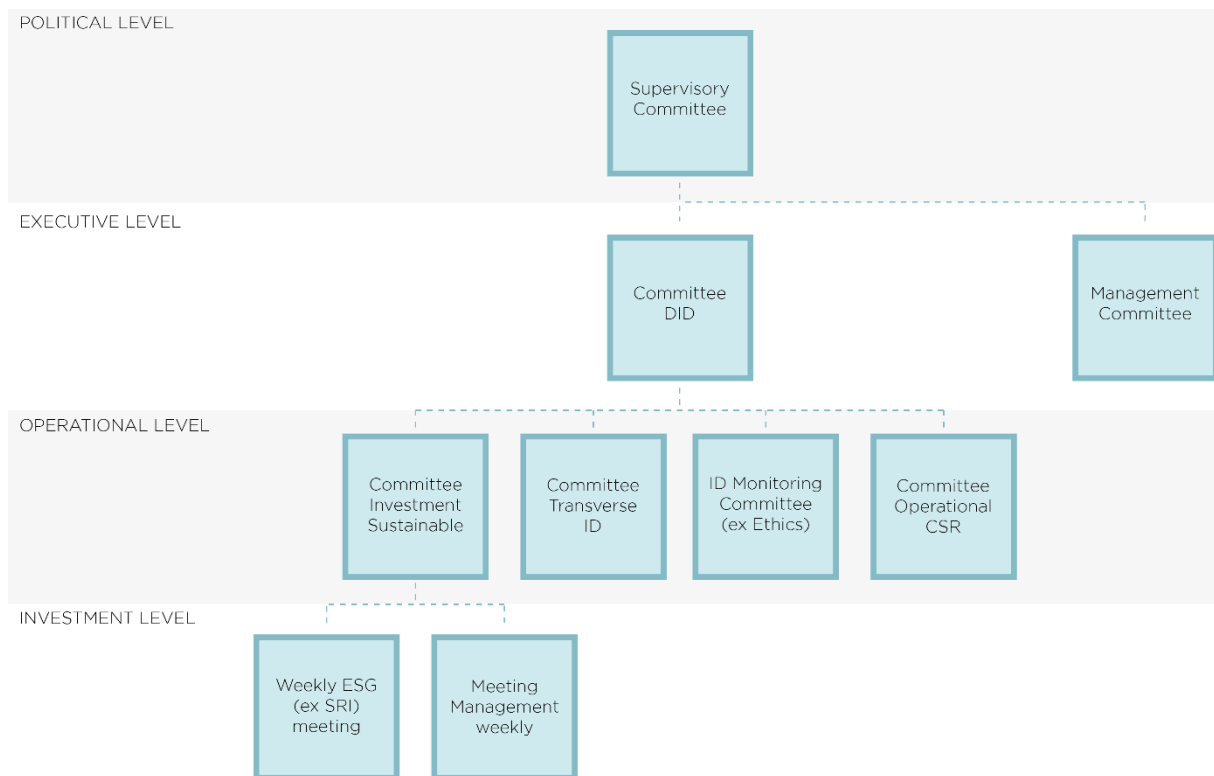 POLITICAL LEVEL
Supervisory
Committee
EXECUTIVE LEVEL
Committee
DID
Management
Committee
OPERATIONAL LEVEL
Committee
Investment
Sustainable
Committee
Transverse
ID
ID Monitoring
Committee
(ex Ethics)
Committee
Operational
CSR
INVESTMENT LEVEL
Weekly ESG
(ex SRI)
meeting
Meeting
Management
weekly